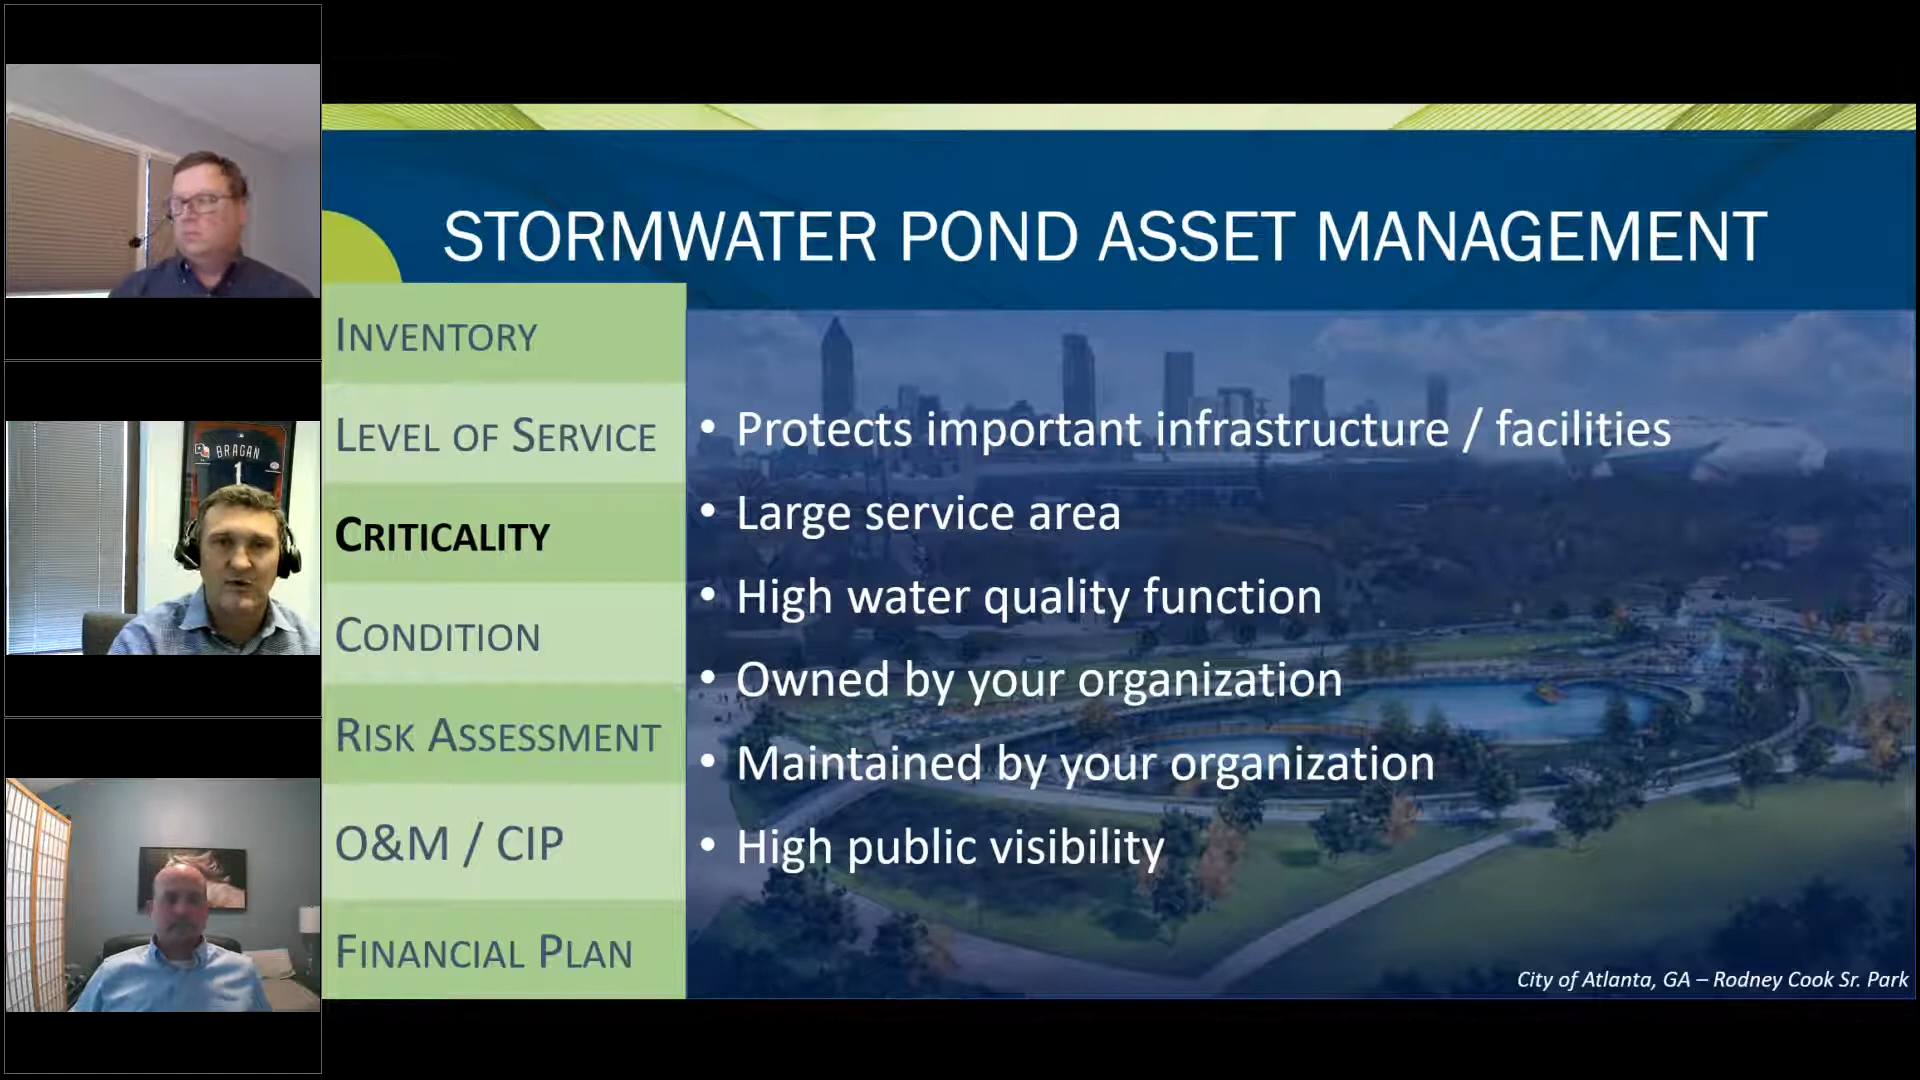 BRAGAN
1
STORMWATER POND ASSET MANAGEMENT
INVENTORY
LEVEL OF SERVICE
CRITICALITY
CONDITION
RISK ASSESSMENT
O&M / CIP
FINANCIAL PLAN
• Protects important infrastructure / facilities
• Large service area
• High water quality function
• Owned by your organization
• Maintained by your organization
• High public visibility
City of Atlanta, GA – Rodney Cook Sr. Park